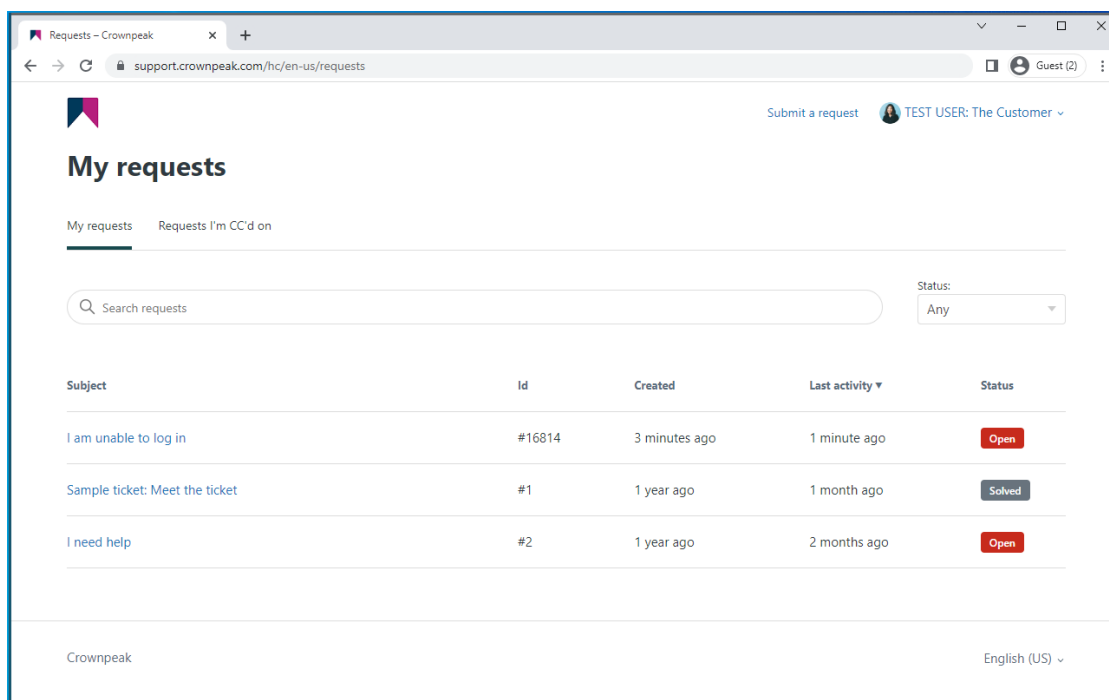 Requests – Crownpeak
support.crownpeak.com/hc/en-us/requests
Guest (2)
Submit a request
TEST USER: The Customer
My requests
My requests Requests I'm CC'd on
Status:
Search requests
Any
Subject Id Created Last activity ▼ Status
I am unable to log in #16814 3 minutes ago 1 minute ago Open
Sample ticket: Meet the ticket #1 1 year ago 1 month ago Solved
I need help #2 1 year ago 2 months ago Open
Crownpeak English (US)